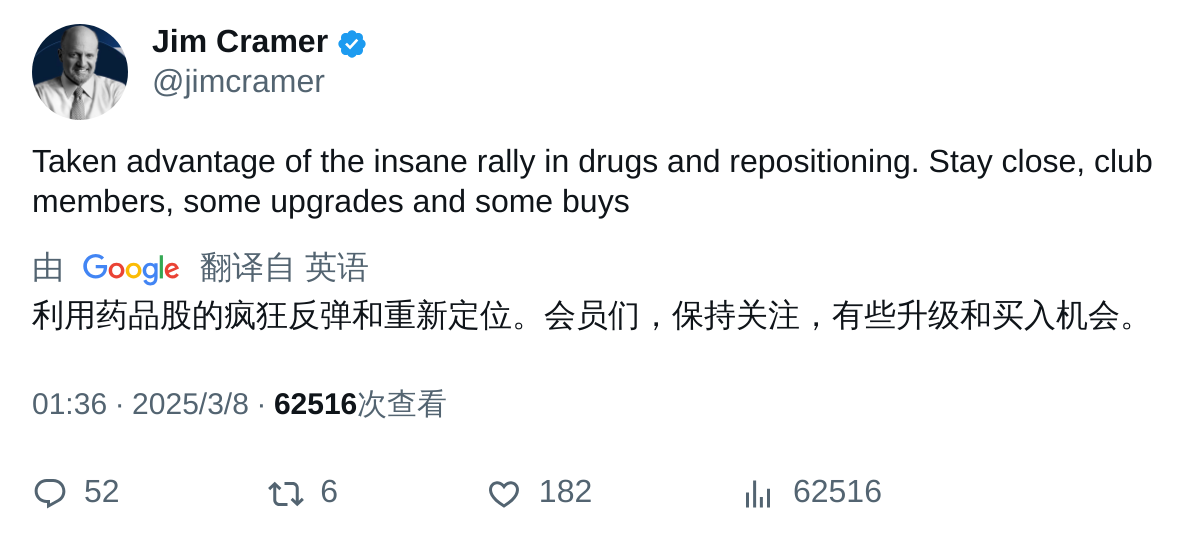 Jim Cramer
@jimcramer
Taken advantage of the insane rally in drugs and repositioning. Stay close, club
members, some upgrades and some buys
由 Google 翻译自 英语
利用药品股的疯狂反弹和重新定位。会员们，保持关注，有些升级和买入机会。
01:36 · 2025/3/8 · 62516次查看
52 6 182 62516